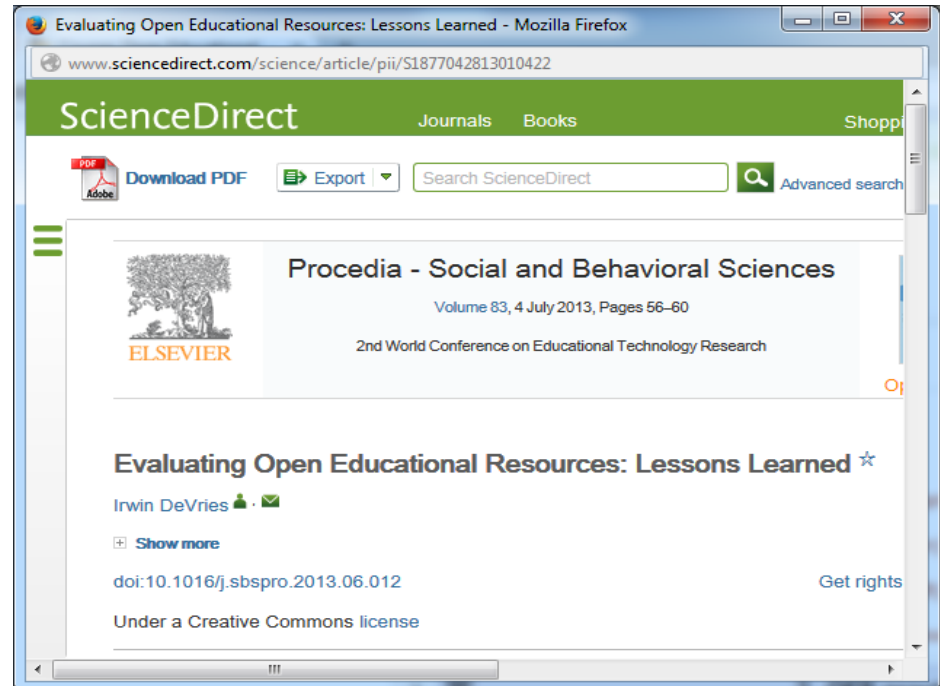 Evaluating Open Educational Resources: Lessons Learned - Mozilla Firefox
www.sciencedirect.com/science/article/pii/S1877042813010422
ScienceDirect Journals Books Shoppi
PDF Adobe Download PDF Export Search ScienceDirect Advanced search
Procedia - Social and Behavioral Sciences
Volume 83, 4 July 2013, Pages 56–60
2nd World Conference on Educational Technology Research
ELSEVIER
Op
Evaluating Open Educational Resources: Lessons Learned ☆
Irwin DeVries
Show more
doi:10.1016/j.sbspro.2013.06.012 Get rights
Under a Creative Commons license